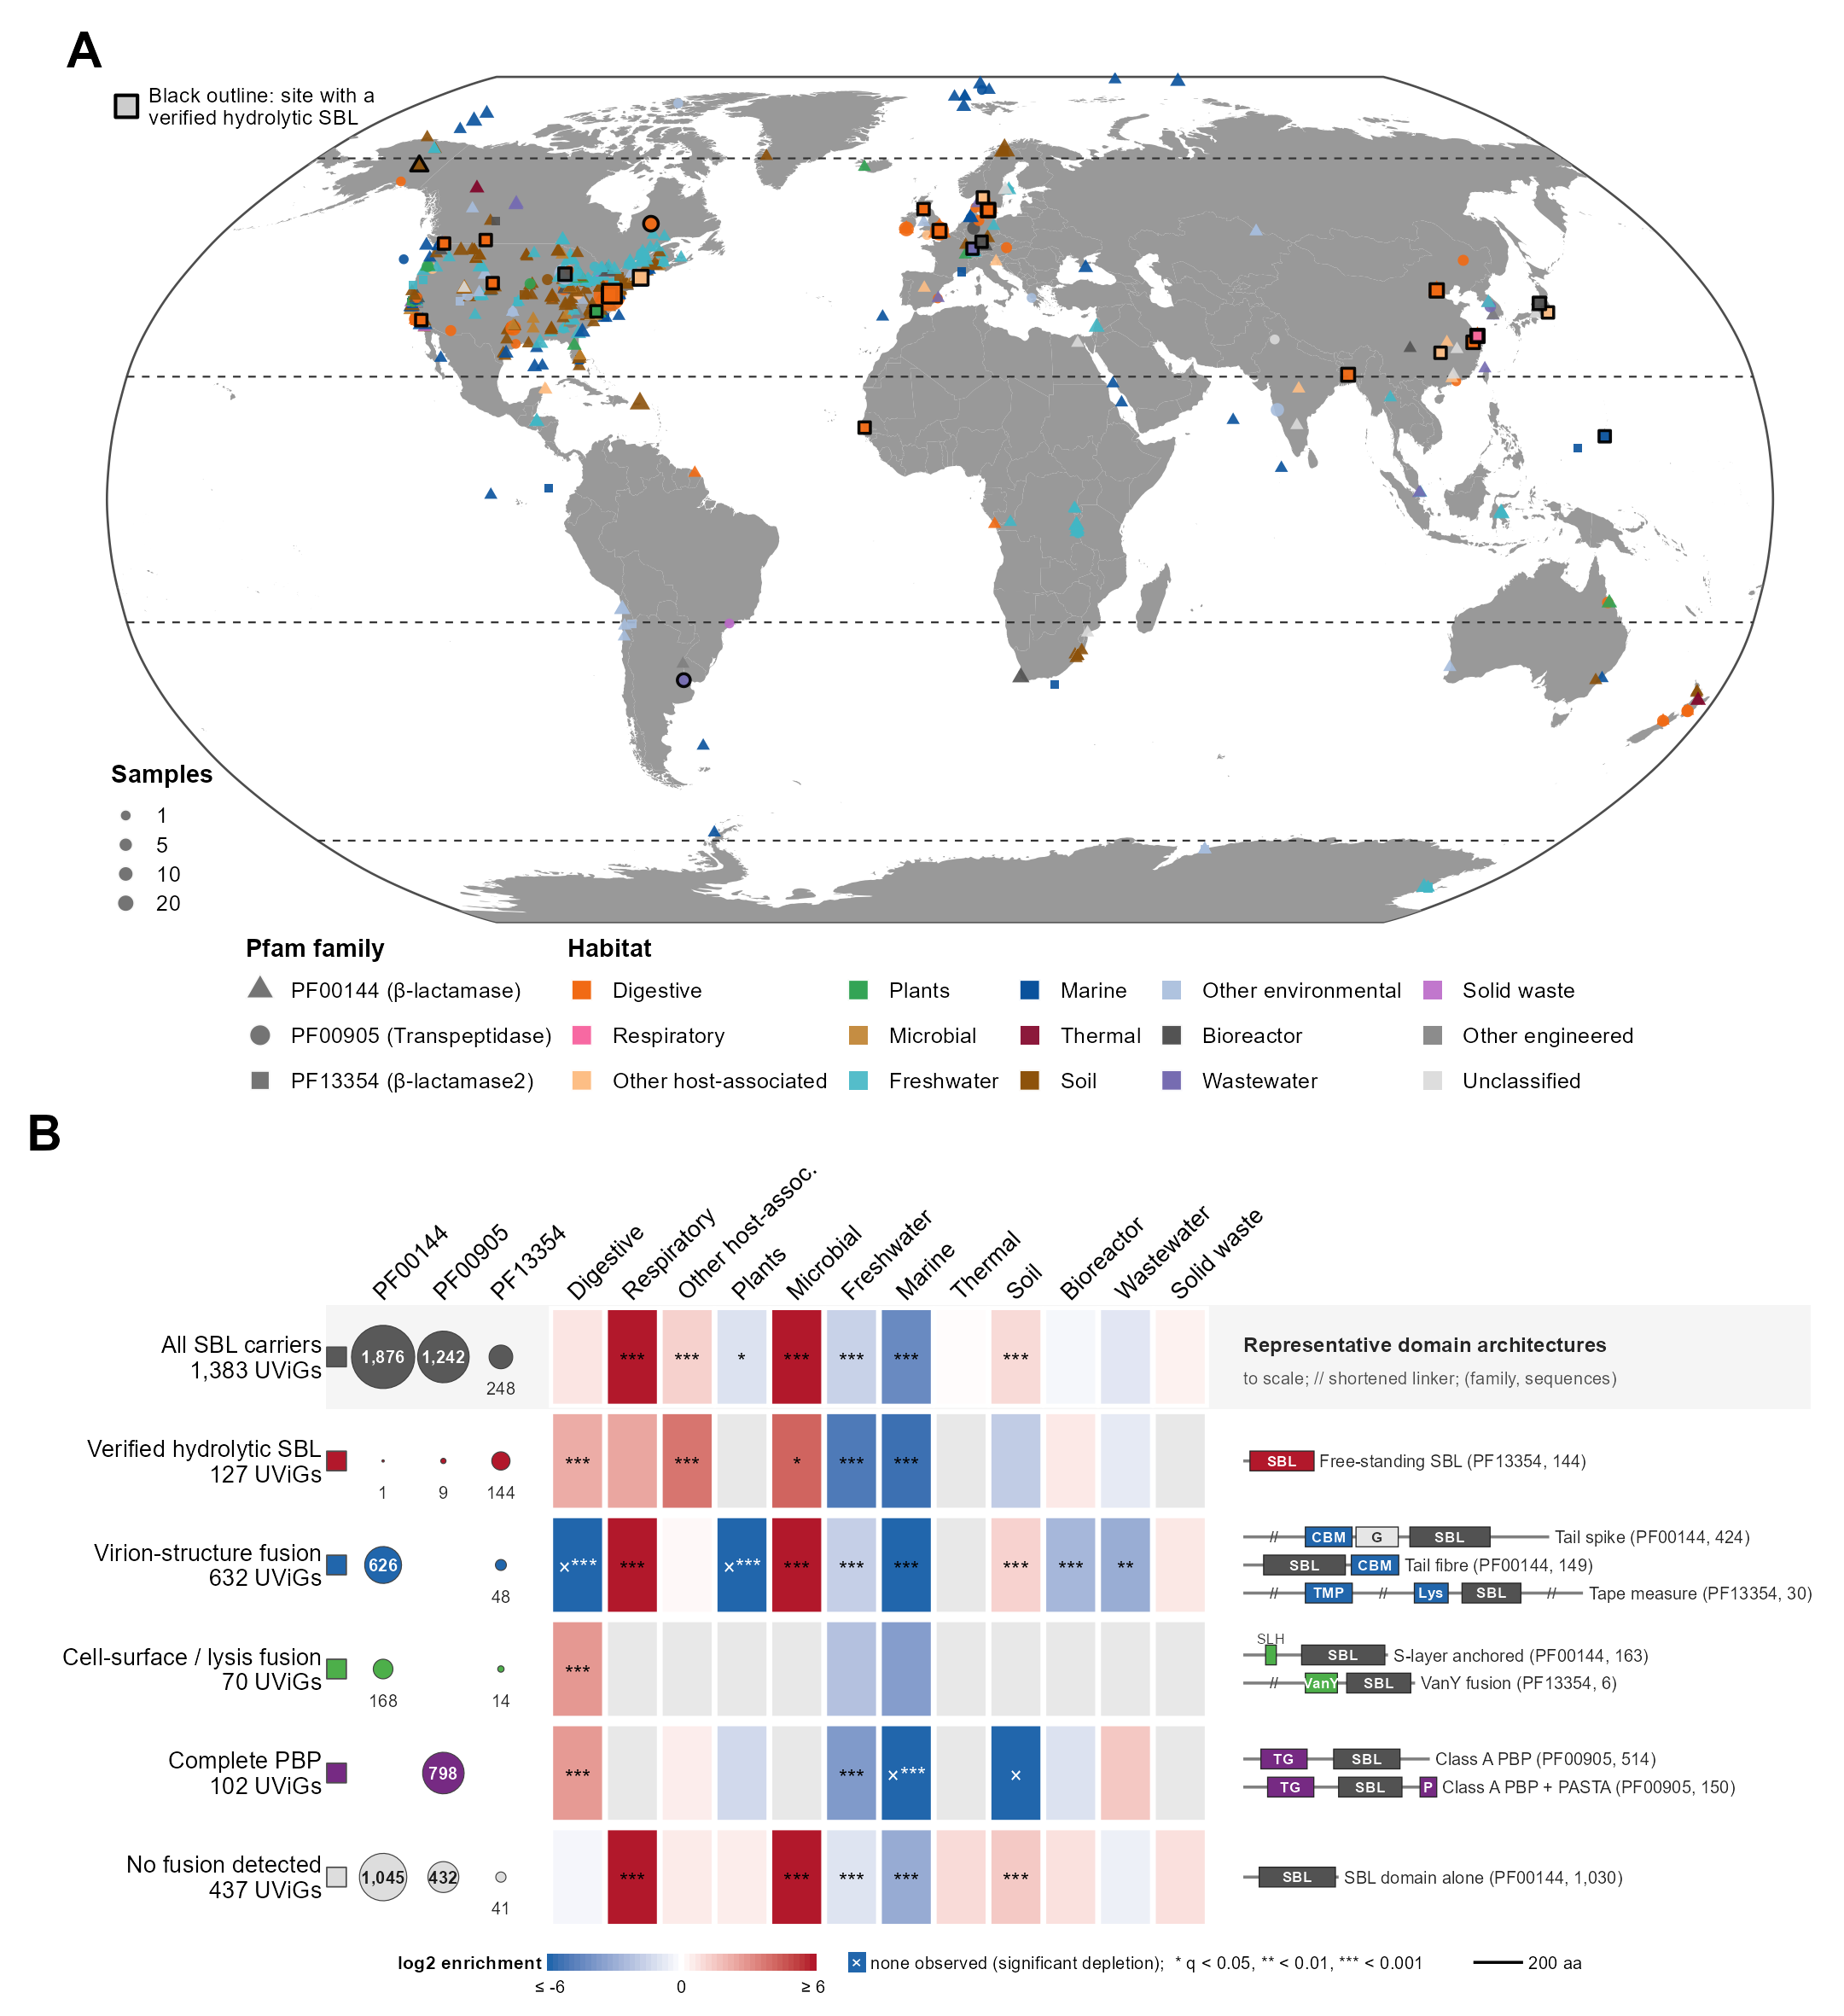 A
Black outline: site with a
verified hydrolytic SBL
Samples
1
5
10
20
Pfam family
PF00144 (β-lactamase)
PF00905 (Transpeptidase)
PF13354 (β-lactamase2)
Habitat
Digestive
Plants
Marine
Other environmental
Solid waste
Respiratory
Microbial
Thermal
Bioreactor
Other engineered
Other host-associated
Freshwater
Soil
Wastewater
Unclassified
B
PF00144
PF00905
PF13354
Digestive
Respiratory
Other host-assoc.
Plants
Microbial
Freshwater
Marine
Thermal
Soil
Bioreactor
Wastewater
Solid waste
All SBL carriers
1,383 UViGs
1,876
1,242
248
*** *** * *** *** *** ***
Representative domain architectures
to scale; // shortened linker; (family, sequences)
Verified hydrolytic SBL
127 UViGs
1
9
144
*** *** * *** ***
SBL Free-standing SBL (PF13354, 144)
Virion-structure fusion
632 UViGs
626
48
×*** *** ×*** *** *** *** *** *** **
// CBM G SBL Tail spike (PF00144, 424)
SBL CBM Tail fibre (PF00144, 149)
// TMP // Lys SBL // Tape measure (PF13354, 30)
Cell-surface / lysis fusion
70 UViGs
168
14
***
SLH
SBL S-layer anchored (PF00144, 163)
// VanY SBL VanY fusion (PF13354, 6)
Complete PBP
102 UViGs
798
*** *** ×*** ×
TG SBL Class A PBP (PF00905, 514)
TG SBL P Class A PBP + PASTA (PF00905, 150)
No fusion detected
437 UViGs
1,045
432
41
*** *** *** *** ***
SBL SBL domain alone (PF00144, 1,030)
log2 enrichment
≤ -6
0
≥ 6
× none observed (significant depletion); * q < 0.05, ** < 0.01, *** < 0.001
200 aa